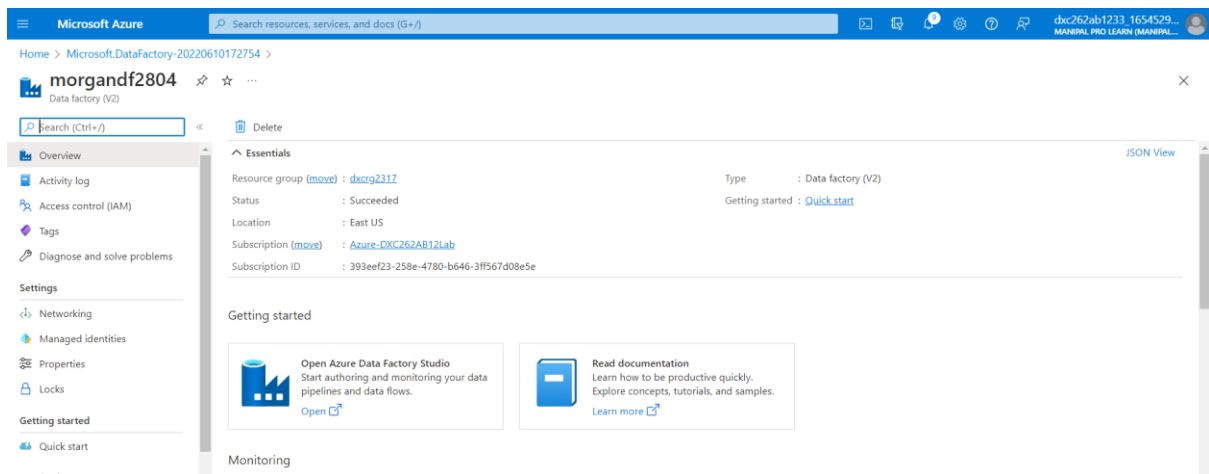 Microsoft Azure
Search resources, services, and docs (G+/)
9
dxc262ab1233_1654529...
MANIPAL PRO LEARN (MANIPAL...
Home > Microsoft.DataFactory-20220610172754 >
morgandf2804
Data factory (V2)
Search (Ctrl+/)
Delete
Overview
Activity log
Access control (IAM)
Tags
Diagnose and solve problems
Settings
Networking
Managed identities
Properties
Locks
Getting started
Quick start
Essentials
JSON View
Resource group (move) : dxcrg2317
Status : Succeeded
Location : East US
Subscription (move) : Azure-DXC262AB12Lab
Subscription ID : 393eef23-258e-4780-b646-3ff567d08e5e
Type : Data factory (V2)
Getting started : Quick start
Getting started
Open Azure Data Factory Studio
Start authoring and monitoring your data
pipelines and data flows.
Open
Read documentation
Learn how to be productive quickly.
Explore concepts, tutorials, and samples.
Learn more
Monitoring